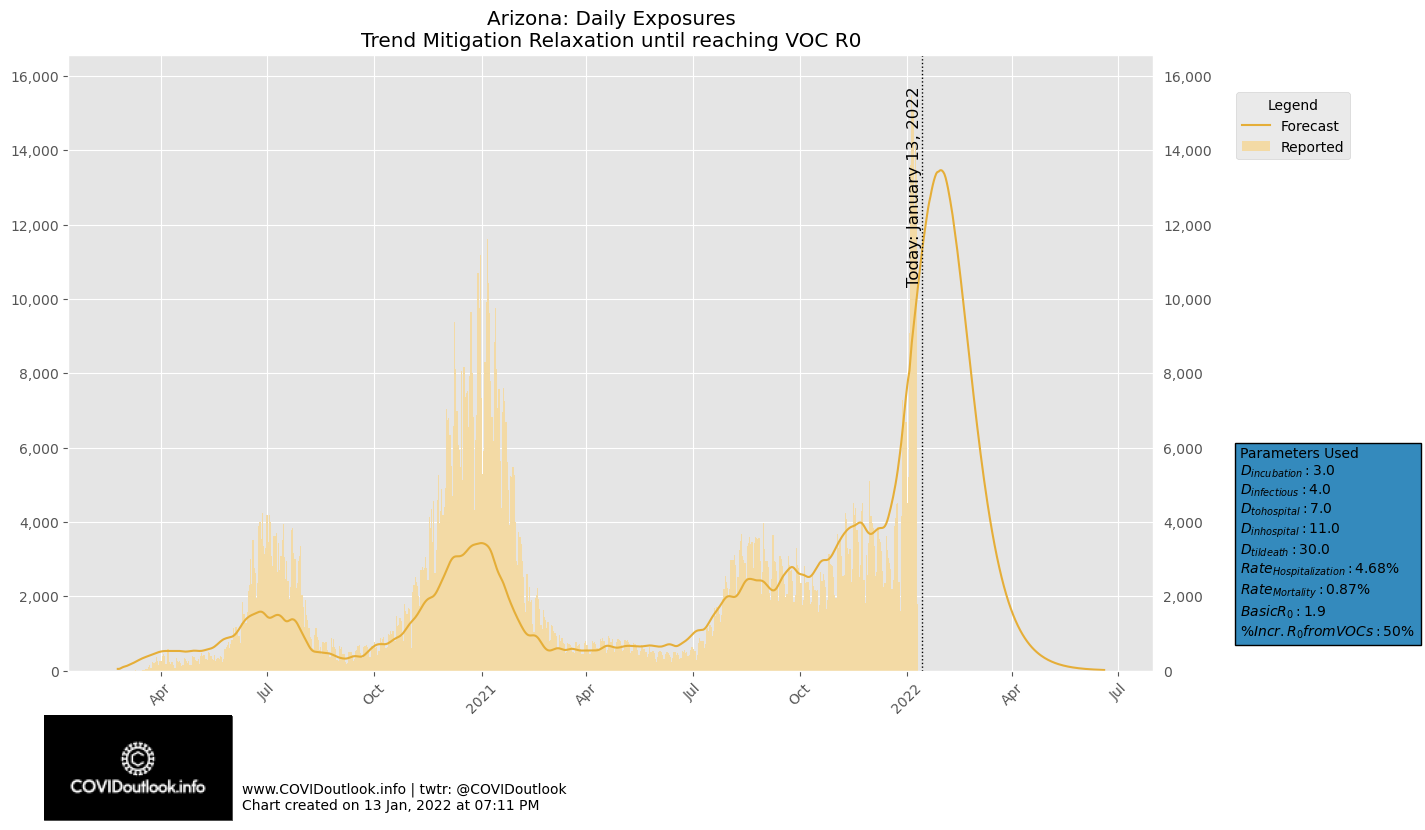 Arizona: Daily Exposures
Trend Mitigation Relaxation until reaching VOC R0
16,000
14,000
12,000
10,000
8,000
6,000
4,000
2,000
0
16,000
14,000
12,000
10,000
8,000
6,000
4,000
2,000
0
Today: January 13, 2022
Apr
Jul
Oct
2021
Apr
Jul
Oct
2022
Apr
Jul
Legend
Forecast
Reported
Parameters Used
D_incubation : 3.0
D_infectious : 4.0
D_tohospital : 7.0
D_inhospital : 11.0
D_tildeath : 30.0
Rate_Hospitalization : 4.68%
Rate_Mortality : 0.87%
BasicR_0 : 1.9
%Incr.R_0fromVOCs : 50%
COVIDoutlook.info
www.COVIDoutlook.info | twtr: @COVIDoutlook
Chart created on 13 Jan, 2022 at 07:11 PM